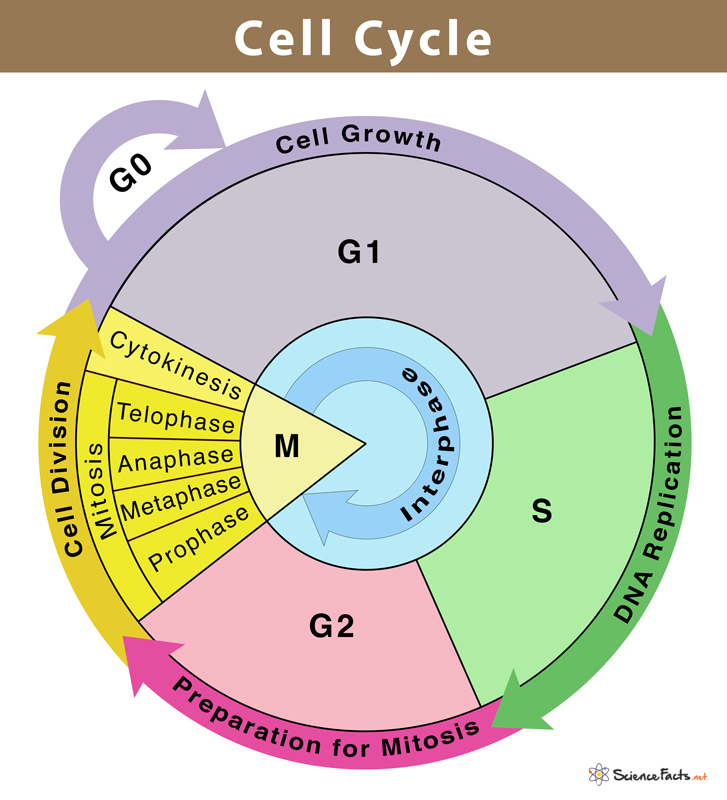 Cell Cycle
G0
Cell Growth
G1
Cytokinesis
Telophase
Anaphase
Metaphase
Prophase
Mitosis
Cell Division
M
Interphase
S
DNA Replication
G2
Preparation for Mitosis
ScienceFacts.net